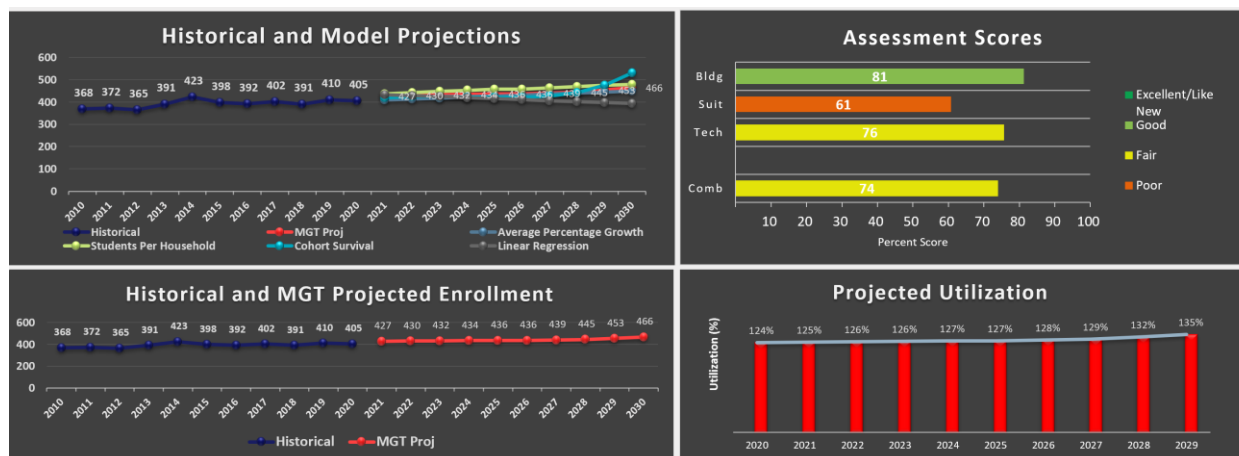 Historical and Model Projections
600
500
400
300
200
100
0
368 372 365 391 423 398 392 402 391 410 405
427 430 432 434 436 436 439 445 453 466
2010 2011 2012 2013 2014 2015 2016 2017 2018 2019 2020 2021 2022 2023 2024 2025 2026 2027 2028 2029 2030
Historical MGT Proj Average Percentage Growth
Students Per Household Cohort Survival Linear Regression
Assessment Scores
Bldg 81
Suit 61
Tech 76
Comb 74
10 20 30 40 50 60 70 80 90 100
Percent Score
Excellent/Like
New
Good
Fair
Poor
Historical and MGT Projected Enrollment
600
400
200
0
368 372 365 391 423 398 392 402 391 410 405 427 430 432 434 436 436 439 445 453 466
2010 2011 2012 2013 2014 2015 2016 2017 2018 2019 2020 2021 2022 2023 2024 2025 2026 2027 2028 2029 2030
Historical MGT Proj
Projected Utilization
Utilization (%)
124% 125% 126% 126% 127% 127% 128% 129% 132% 135%
2020 2021 2022 2023 2024 2025 2026 2027 2028 2029